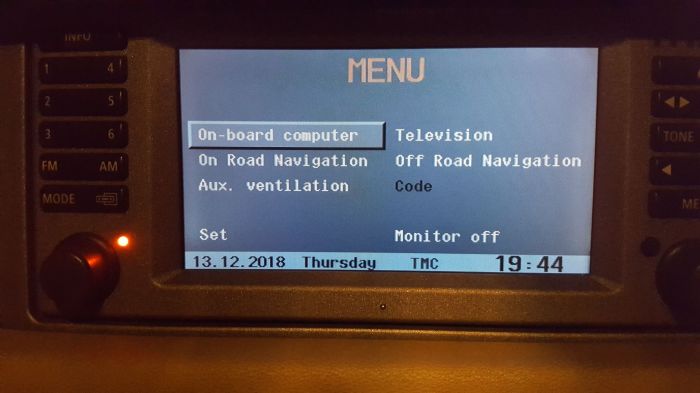 INFO
1 4
2 5
3 6
FM AM
MODE
MENU
On-board computer Television
On Road Navigation Off Road Navigation
Aux. ventilation Code
Set Monitor off
13.12.2018 Thursday TMC 19:44
1
TONE